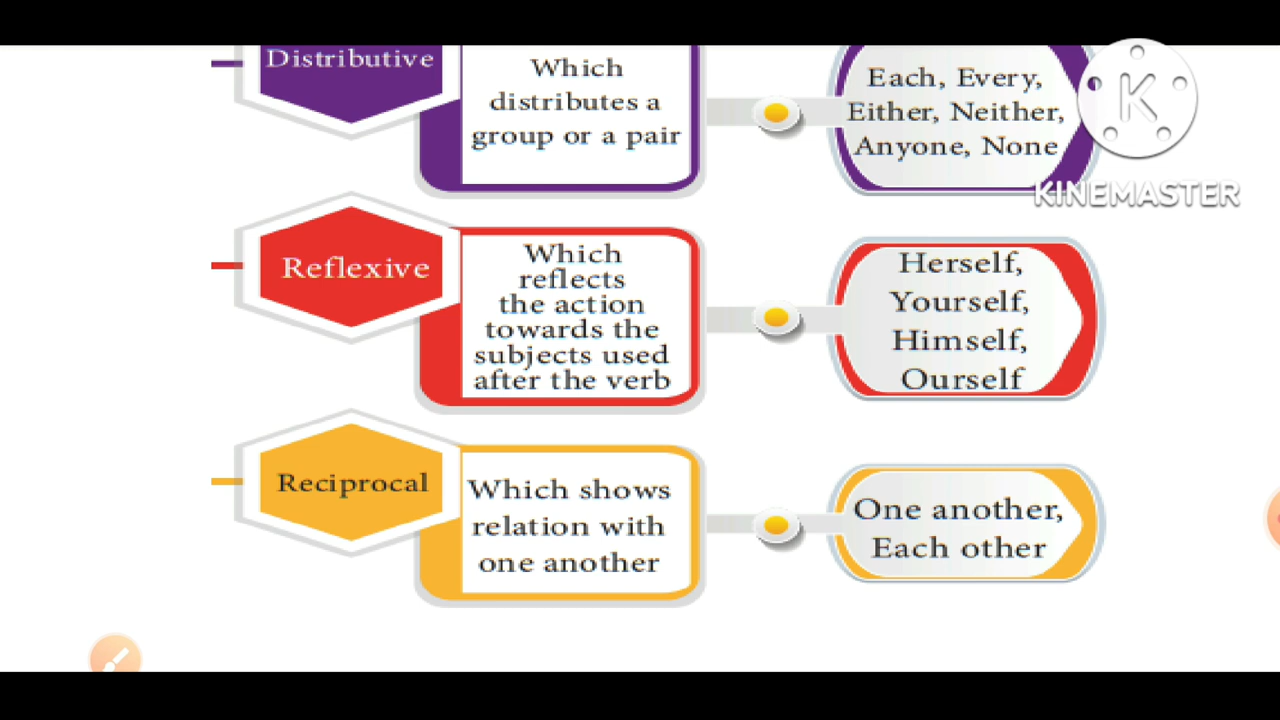 Distributive
Which
distributes a
group or a pair
Each, Every,
Either, Neither,
Anyone, None
K
KINEMASTER
Reflexive
Which
reflects
the action
towards the
subjects used
after the verb
Herself,
Yourself,
Himself,
Ourself
Reciprocal
Which shows
relation with
one another
One another,
Each other